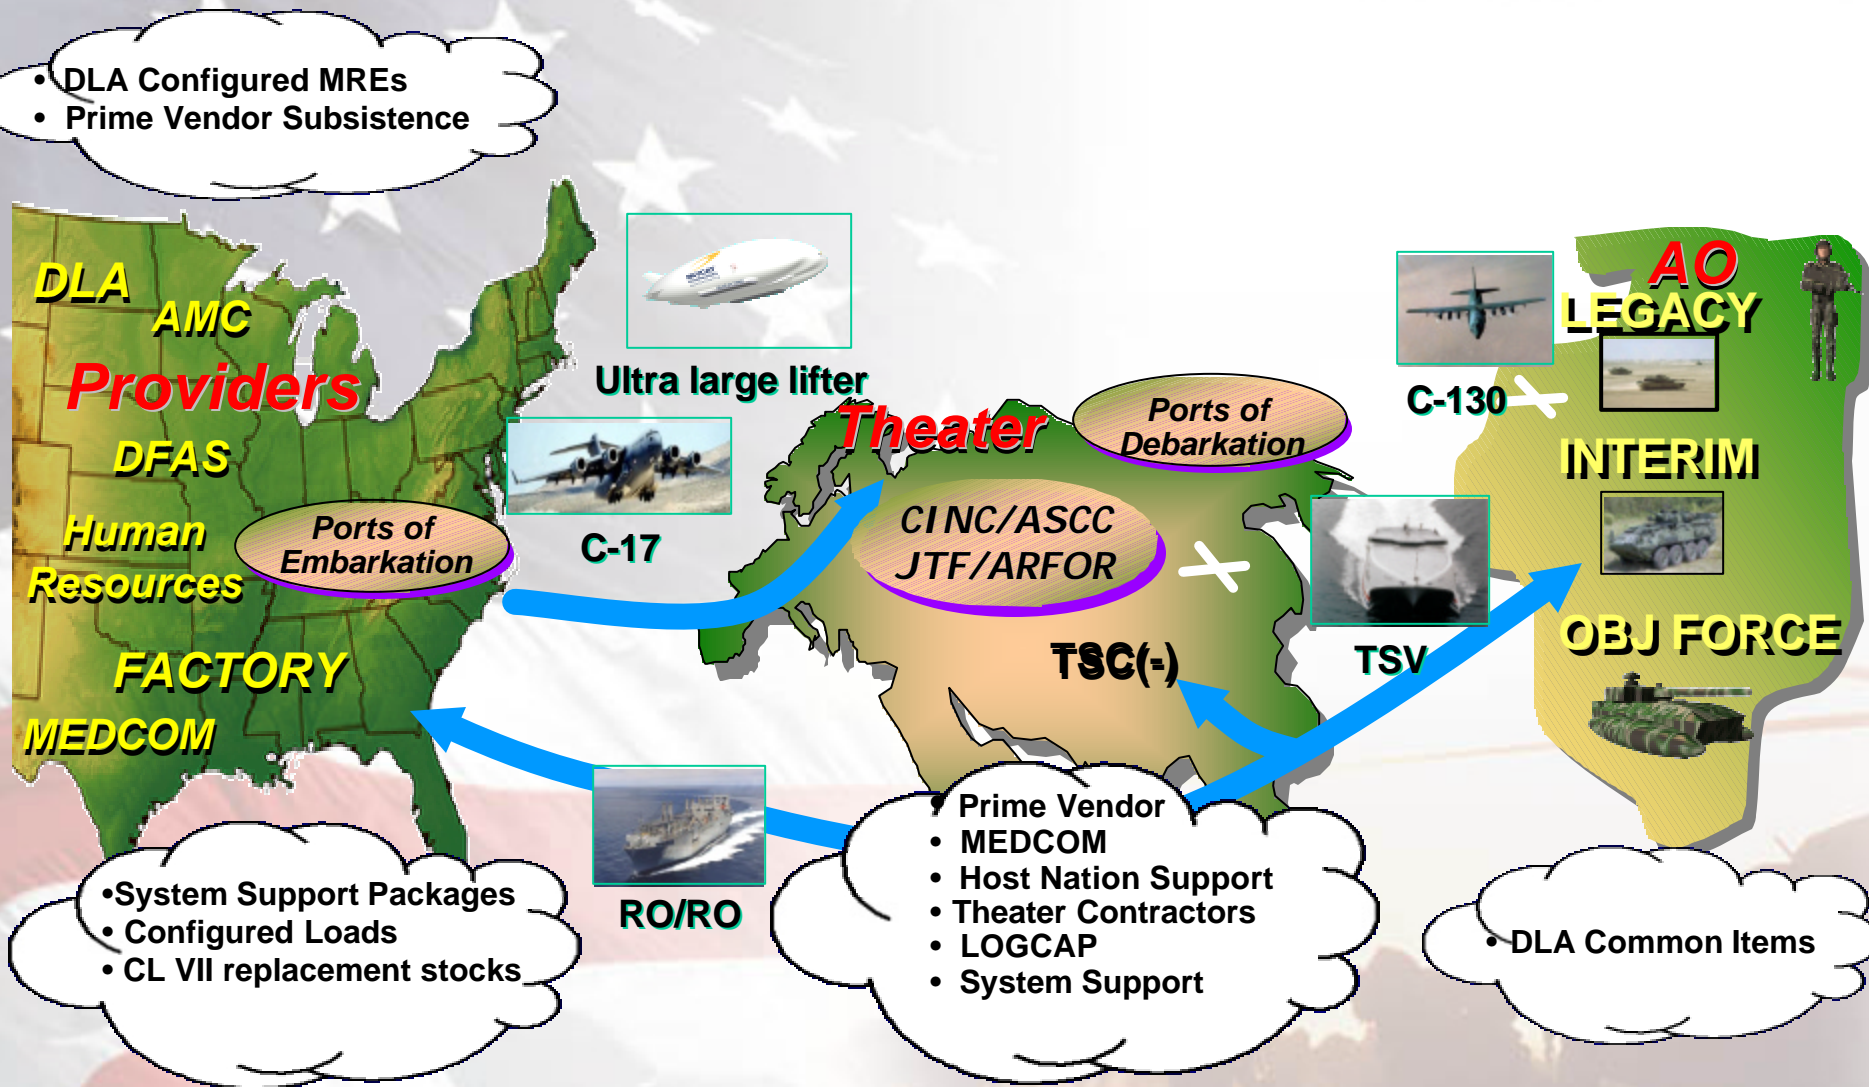 • DLA Configured MREs
• Prime Vendor Subsistence
DLA
AMC
Providers
DFAS
Human
Resources
FACTORY
MEDCOM
Ports of
Embarkation
Ultra large lifter
C-17
RO/RO
Theater
Ports of
Debarkation
CINC/ASCC
JTF/ARFOR
TSC(-)
C-130
TSV
AO
LEGACY
INTERIM
OBJ FORCE
•System Support Packages
• Configured Loads
• CL VII replacement stocks
• Prime Vendor
• MEDCOM
• Host Nation Support
• Theater Contractors
• LOGCAP
• System Support
• DLA Common Items